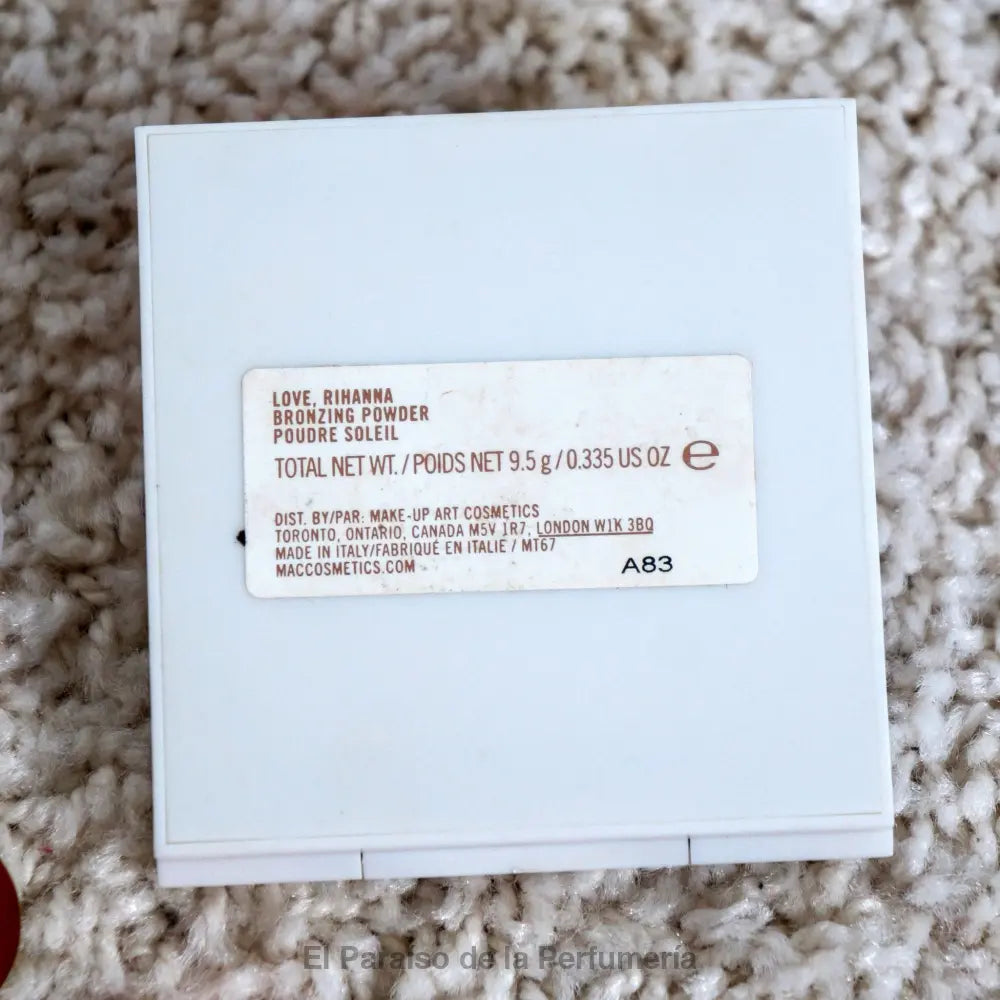 LOVE, RIHANNA
BRONZING POWDER
POUDRE SOLEIL
TOTAL NET WT. / POIDS NET 9.5 g / 0.335 US OZ ℮
DIST. BY/PAR: MAKE-UP ART COSMETICS
TORONTO, ONTARIO, CANADA M5V 1R7, LONDON W1K 3BQ
MADE IN ITALY/FABRIQUÉ EN ITALIE / MT67
MACCOSMETICS.COM
A83
El Paraiso de la Perfumería